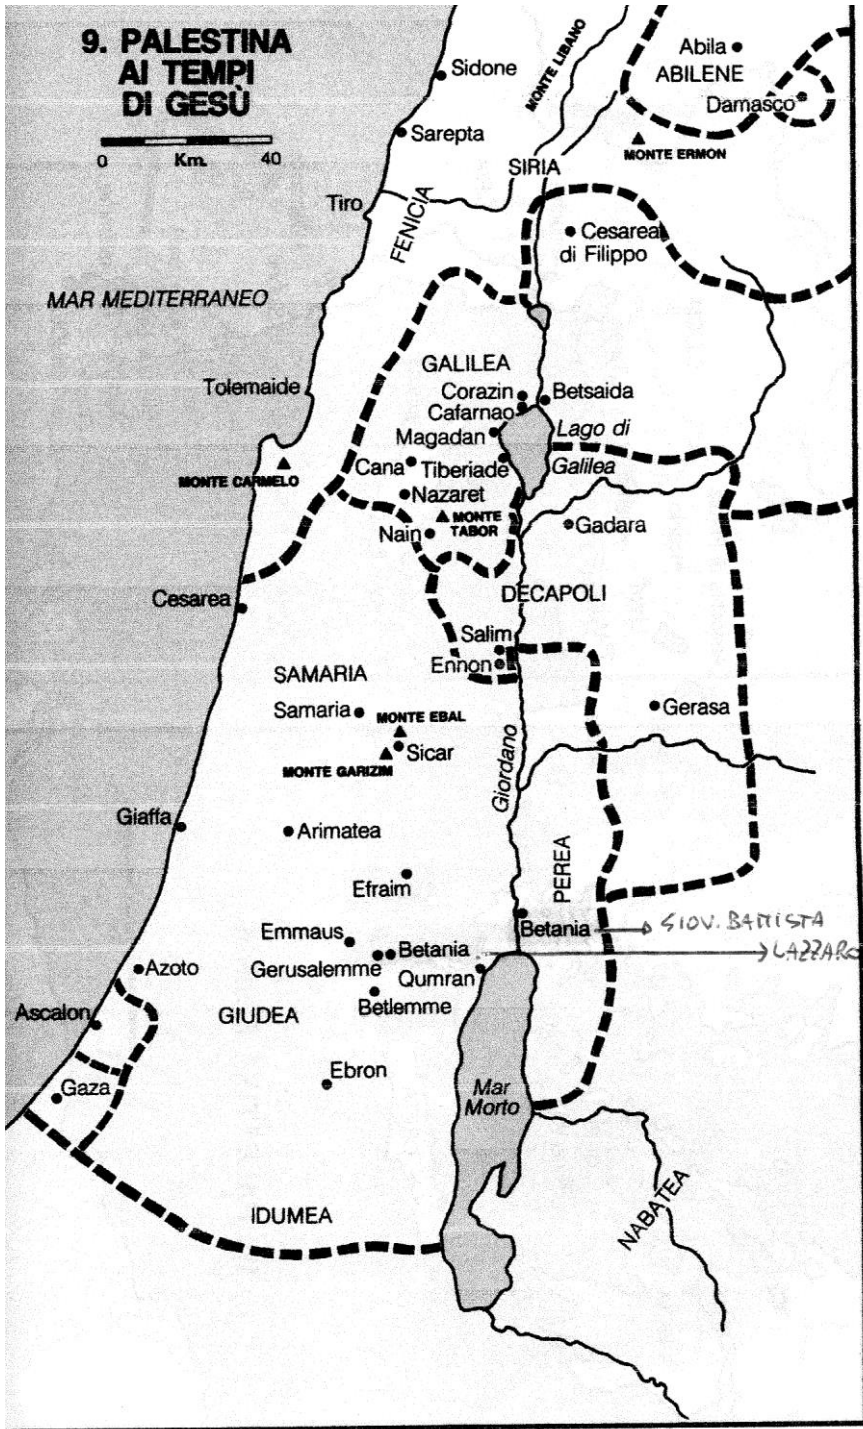 9. PALESTINA
AI TEMPI
DI GESÙ
0 Km. 40
Sidone
MONTE LIBANO
Abila
ABILENE
Damasco
Sarepta
MONTE ERMON
SIRIA
Tiro
FENICIA
Cesarea
di Filippo
MAR MEDITERRANEO
GALILEA
Tolemaide
Corazin
Betsaida
Cafarnao
Magadan
Lago di
Galilea
Cana
Tiberiade
MONTE CARMELO
Nazaret
MONTE
TABOR
Nain
Gadara
Cesarea
DECAPOLI
Salim
Ennon
SAMARIA
Samaria
MONTE EBAL
Gerasa
Sicar
MONTE GARIZIM
Giordano
Giaffa
Arimatea
Efraim
PEREA
Betania
GIOV. BATTISTA
Emmaus
Betania
LAZZARO
Azoto
Gerusalemme
Qumran
Betlemme
Ascalon
GIUDEA
Ebron
Gaza
Mar
Morto
IDUMEA
NABATEA